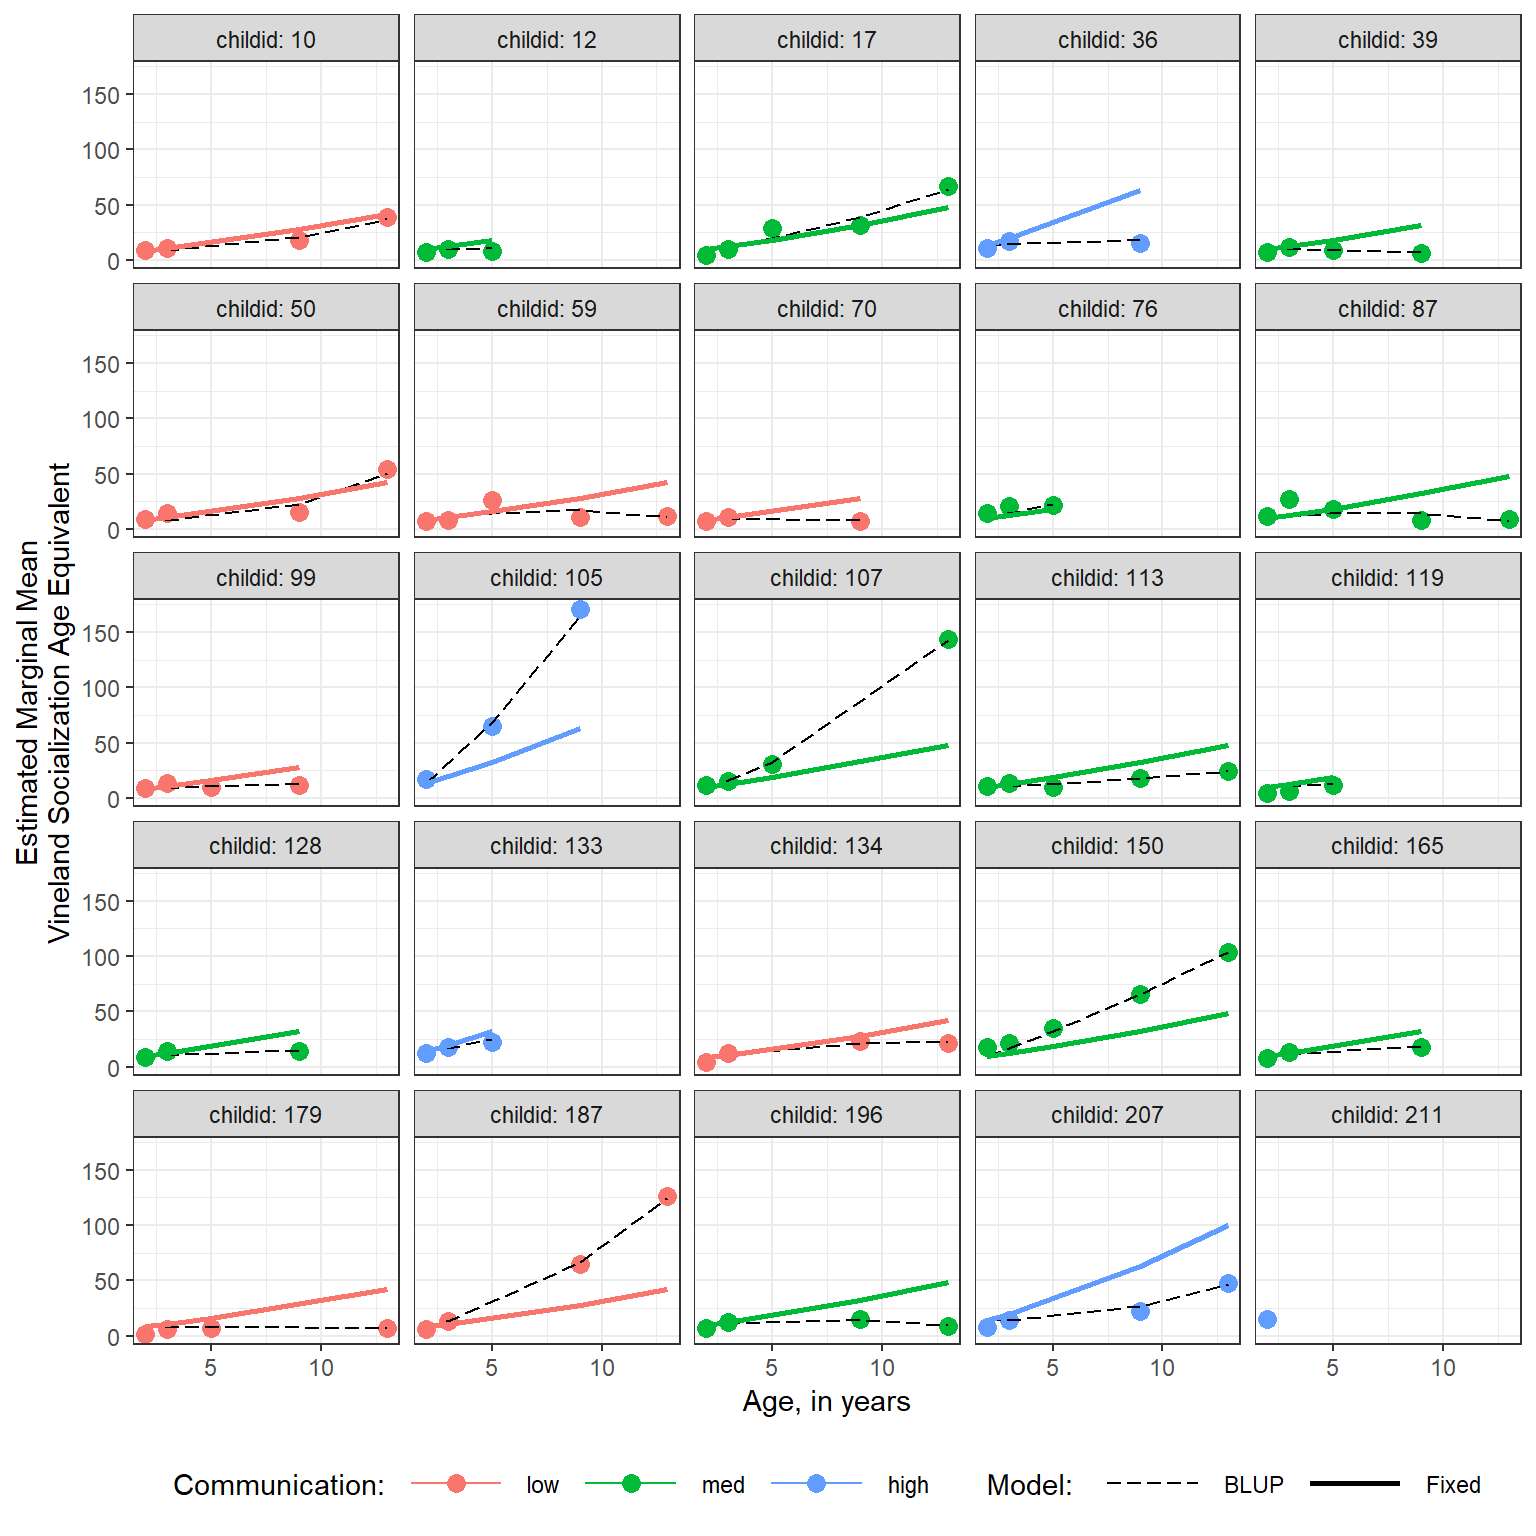 childid: 10 childid: 12 childid: 17 childid: 36 childid: 39
150
100
50
0
childid: 50 childid: 59 childid: 70 childid: 76 childid: 87
150
100
50
0
childid: 99 childid: 105 childid: 107 childid: 113 childid: 119
150
100
50
0
childid: 128 childid: 133 childid: 134 childid: 150 childid: 165
150
100
50
0
childid: 179 childid: 187 childid: 196 childid: 207 childid: 211
150
100
50
0
5 10 5 10 5 10 5 10 5 10
Estimated Marginal Mean
Vineland Socialization Age Equivalent
Age, in years
Communication: low med high Model: BLUP Fixed